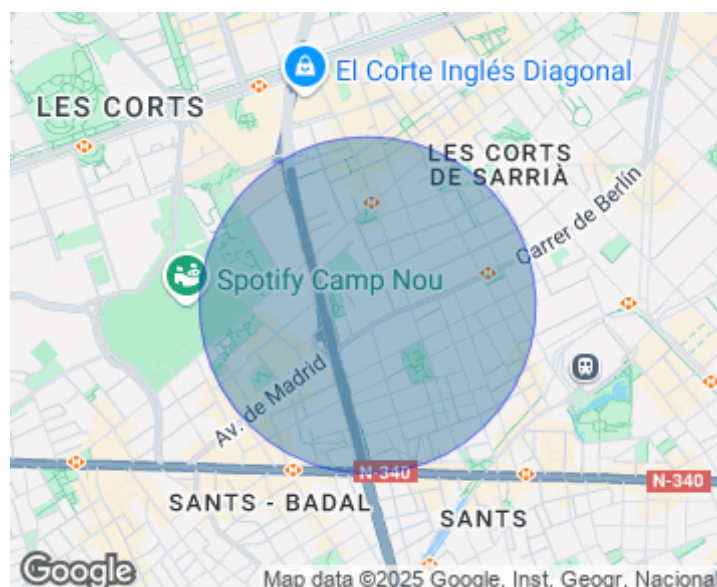 El Corte Inglés Diagonal
LES CORTS
LES CORTS
DE SARRIÀ
Carrer de Berlín
Spotify Camp Nou
Av. de Madrid
N-340
N-340
SANTS - BADAL
SANTS
Google
Map data ©2025 Google, Inst. Geogr. Nacional